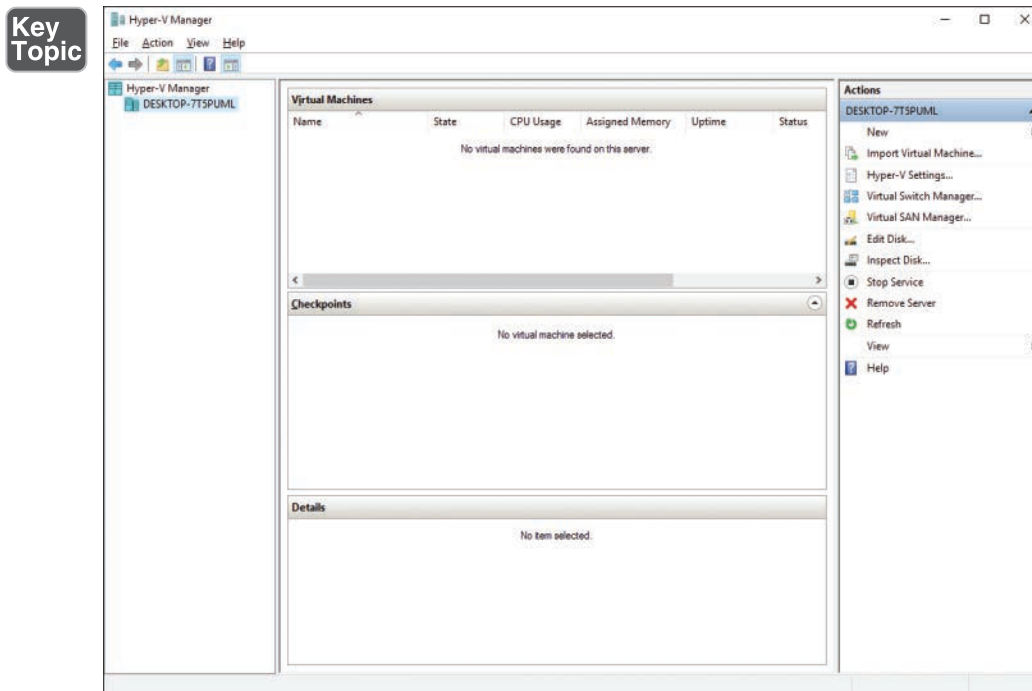 Key
Topic
Hyper-V Manager
File Action View Help
Hyper-V Manager
DESKTOP-7T5PUML
Virtual Machines
Name State CPU Usage Assigned Memory Uptime Status
No virtual machines were found on this server.
Checkpoints
No virtual machine selected.
Details
No item selected.
Actions
DESKTOP-7T5PUML
New
Import Virtual Machine...
Hyper-V Settings...
Virtual Switch Manager...
Virtual SAN Manager...
Edit Disk...
Inspect Disk...
Stop Service
Remove Server
Refresh
View
Help